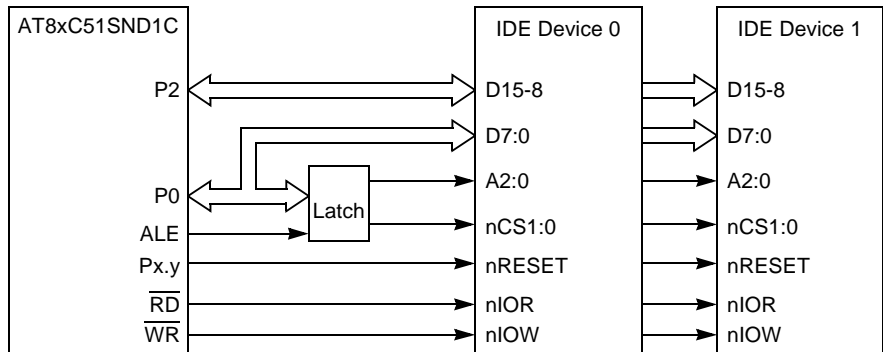 AT8xC51SND1C
IDE Device 0
IDE Device 1
P2
D15-8
D15-8
D7:0
D7:0
P0
Latch
A2:0
A2:0
ALE
nCS1:0
nCS1:0
Px.y
nRESET
nRESET
RD
nIOR
nIOR
WR
nIOW
nIOW